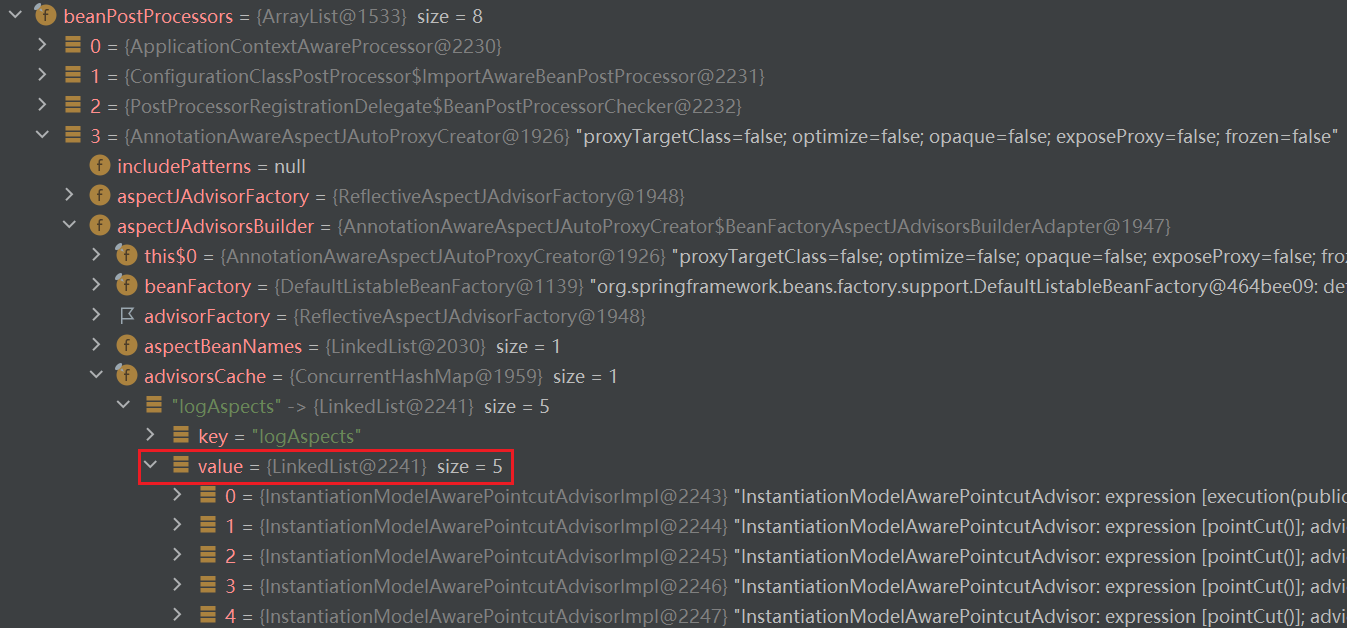 beanPostProcessors = {ArrayList@1533} size = 8
0 = {ApplicationContextAwareProcessor@2230}
1 = {ConfigurationClassPostProcessor$ImportAwareBeanPostProcessor@2231}
2 = {PostProcessorRegistrationDelegate$BeanPostProcessorChecker@2232}
3 = {AnnotationAwareAspectJAutoProxyCreator@1926} "proxyTargetClass=false; optimize=false; opaque=false; exposeProxy=false; frozen=false"
f includePatterns = null
f aspectJAdvisorFactory = {ReflectiveAspectJAdvisorFactory@1948}
f aspectJAdvisorsBuilder = {AnnotationAwareAspectJAutoProxyCreator$BeanFactoryAspectJAdvisorsBuilderAdapter@1947}
f this$0 = {AnnotationAwareAspectJAutoProxyCreator@1926} "proxyTargetClass=false; optimize=false; opaque=false; exposeProxy=false; fro
f beanFactory = {DefaultListableBeanFactory@1139} "org.springframework.beans.factory.support.DefaultListableBeanFactory@464bee09: de
advisorFactory = {ReflectiveAspectJAdvisorFactory@1948}
f aspectBeanNames = {LinkedList@2030} size = 1
f advisorsCache = {ConcurrentHashMap@1959} size = 1
"logAspects" -> {LinkedList@2241} size = 5
key = "logAspects"
value = {LinkedList@2241} size = 5
0 = {InstantiationModelAwarePointcutAdvisorImpl@2243} "InstantiationModelAwarePointcutAdvisor: expression [execution(public
1 = {InstantiationModelAwarePointcutAdvisorImpl@2244} "InstantiationModelAwarePointcutAdvisor: expression [pointCut()]; advi
2 = {InstantiationModelAwarePointcutAdvisorImpl@2245} "InstantiationModelAwarePointcutAdvisor: expression [pointCut()]; advi
3 = {InstantiationModelAwarePointcutAdvisorImpl@2246} "InstantiationModelAwarePointcutAdvisor: expression [pointCut()]; advi
4 = {InstantiationModelAwarePointcutAdvisorImpl@2247} "InstantiationModelAwarePointcutAdvisor: expression [pointCut()]; advi